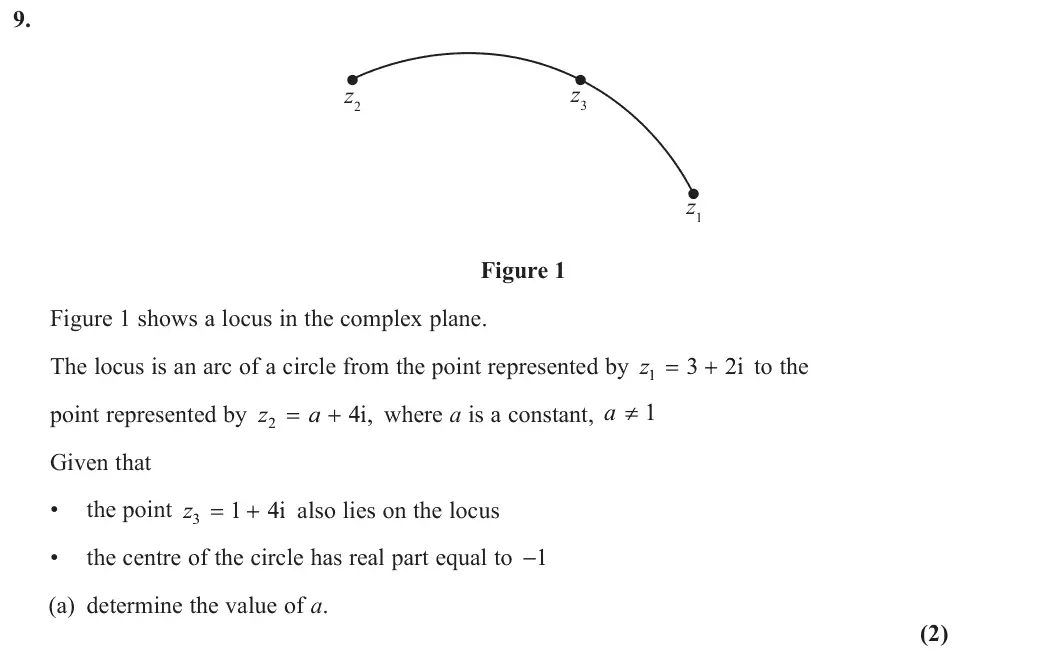 9.
z₂
z₃
z₁
Figure 1
Figure 1 shows a locus in the complex plane.
The locus is an arc of a circle from the point represented by z₁ = 3 + 2i to the
point represented by z₂ = a + 4i, where a is a constant, a ≠ 1
Given that
• the point z₃ = 1 + 4i also lies on the locus
• the centre of the circle has real part equal to −1
(a) determine the value of a.
(2)